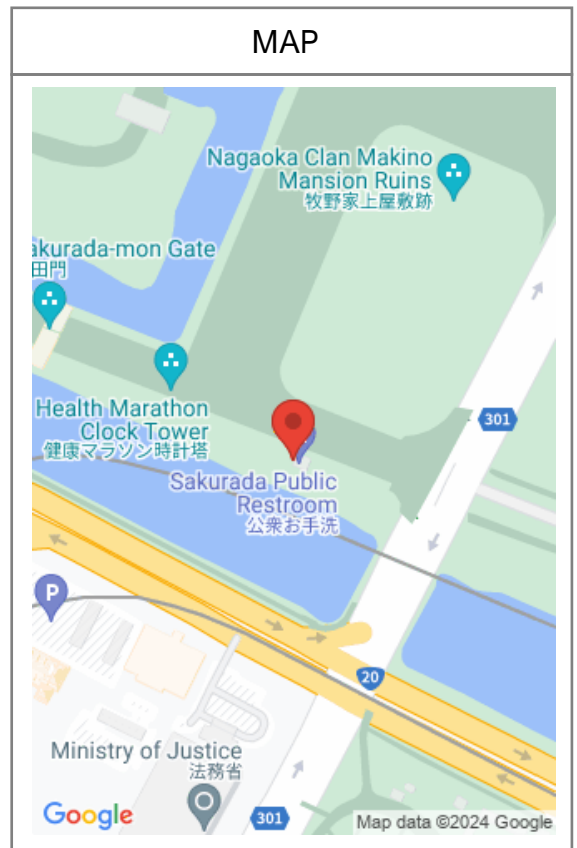 MAP
Nagaoka Clan Makino
Mansion Ruins
牧野家上屋敷跡
akurada-mon Gate
田門
Health Marathon
Clock Tower
健康マラソン時計塔
301
Sakurada Public
Restroom
公衆お手洗
P
20
Ministry of Justice
法務省
Google
301
Map data ©2024 Google